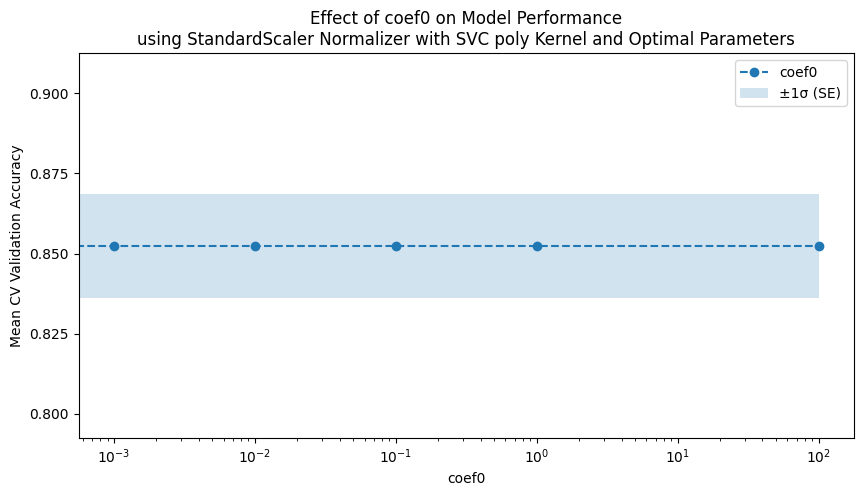 Effect of coef0 on Model Performance
using StandardScaler Normalizer with SVC poly Kernel and Optimal Parameters
coef0
±1σ (SE)
Mean CV Validation Accuracy
0.900
0.875
0.850
0.825
0.800
10⁻³ 10⁻² 10⁻¹ 10⁰ 10¹ 10²
coef0